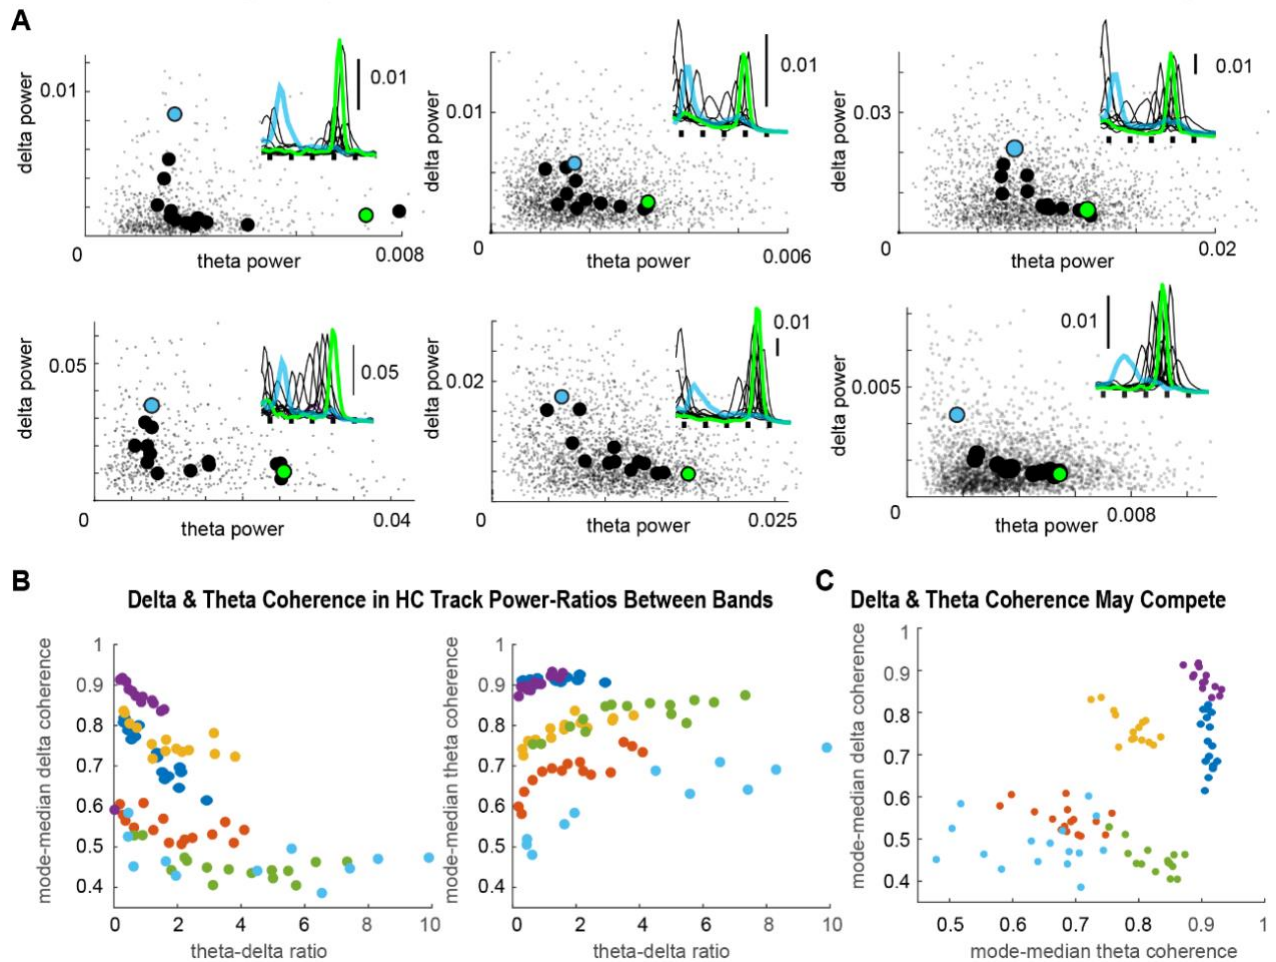 A
delta power
0.01
0.01
0
theta power
0.008
delta power
0.01
0.01
0
theta power
0.006
delta power
0.03
0.01
0
theta power
0.02
delta power
0.05
0.05
0
theta power
0.04
delta power
0.02
0.01
0
theta power
0.025
delta power
0.005
0.01
0
theta power
0.008
B
Delta & Theta Coherence in HC Track Power-Ratios Between Bands
mode-median delta coherence
1
0.9
0.8
0.7
0.6
0.5
0.4
0 2 4 6 8 10
theta-delta ratio
mode-median theta coherence
1
0.9
0.8
0.7
0.6
0.5
0.4
0 2 4 6 8 10
theta-delta ratio
C
Delta & Theta Coherence May Compete
mode-median delta coherence
1
0.9
0.8
0.7
0.6
0.5
0.4
0.5 0.6 0.7 0.8 0.9 1
mode-median theta coherence